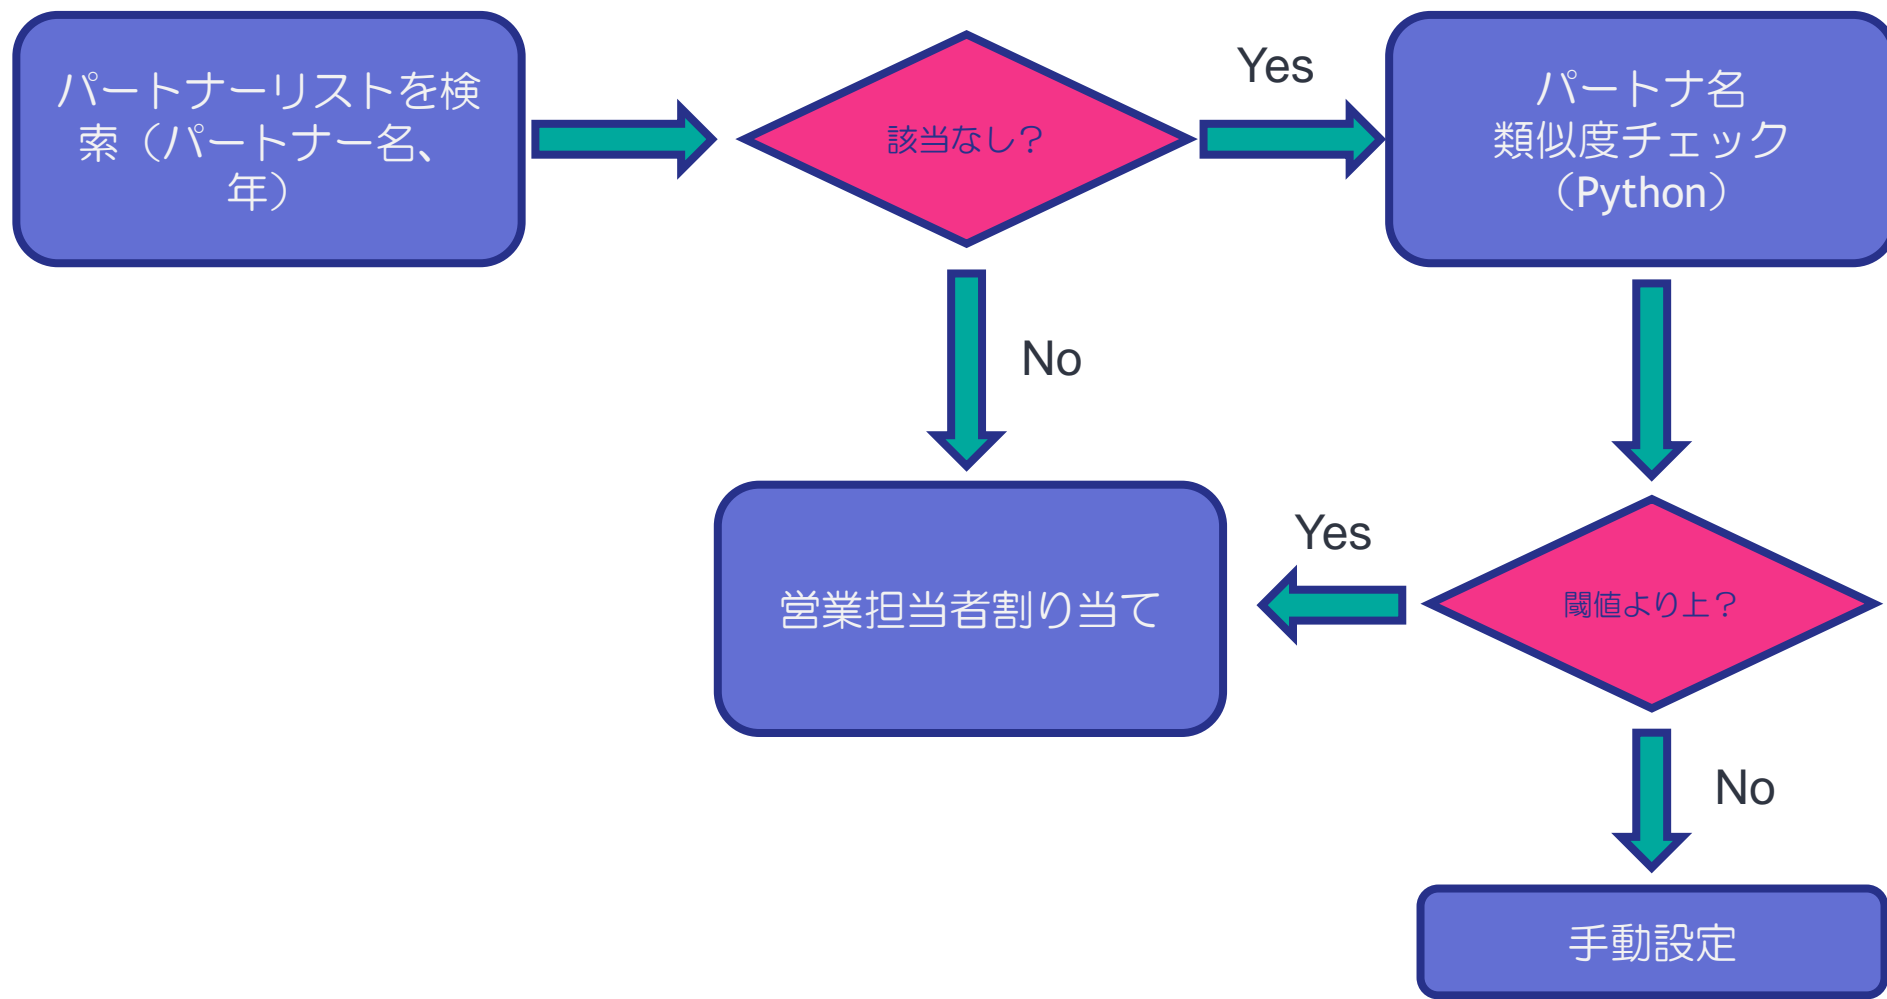 パートナーリストを検
索（パートナー名、
年）
該当なし？
Yes
パートナ名
類似度チェック
（Python）
No
営業担当者割り当て
Yes
閾値より上？
No
手動設定